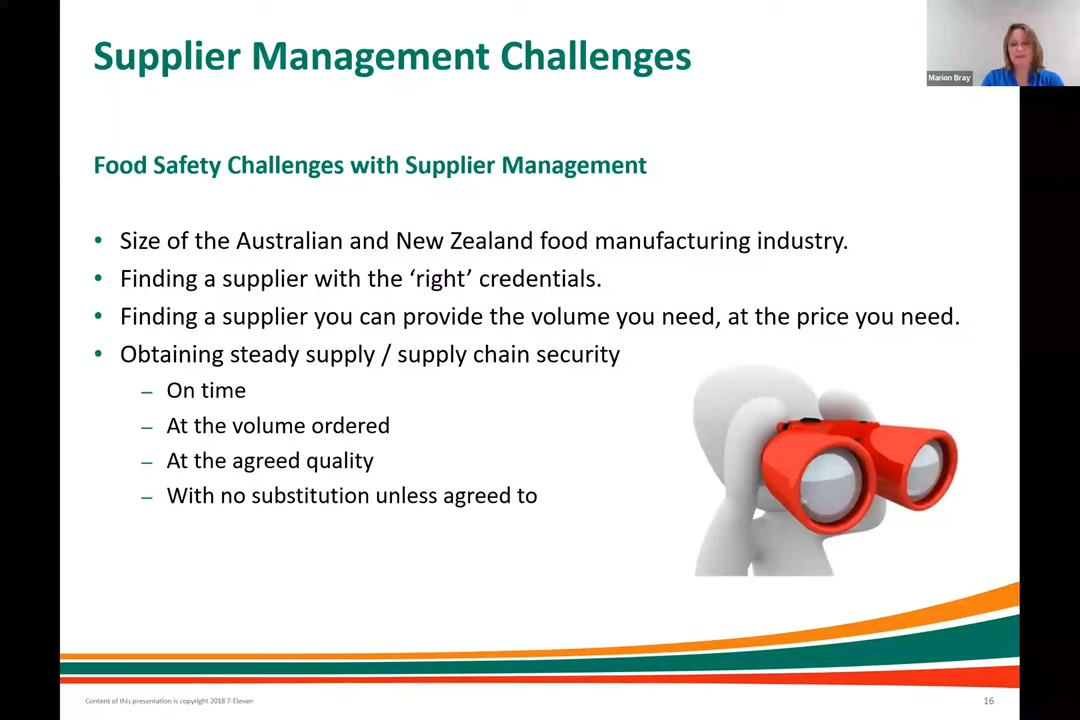 Supplier Management Challenges
Marion Bray
Food Safety Challenges with Supplier Management
• Size of the Australian and New Zealand food manufacturing industry.
• Finding a supplier with the ‘right’ credentials.
• Finding a supplier you can provide the volume you need, at the price you need.
• Obtaining steady supply / supply chain security
– On time
– At the volume ordered
– At the agreed quality
– With no substitution unless agreed to
Content of this presentation is copyright 2018 7-Eleven
16